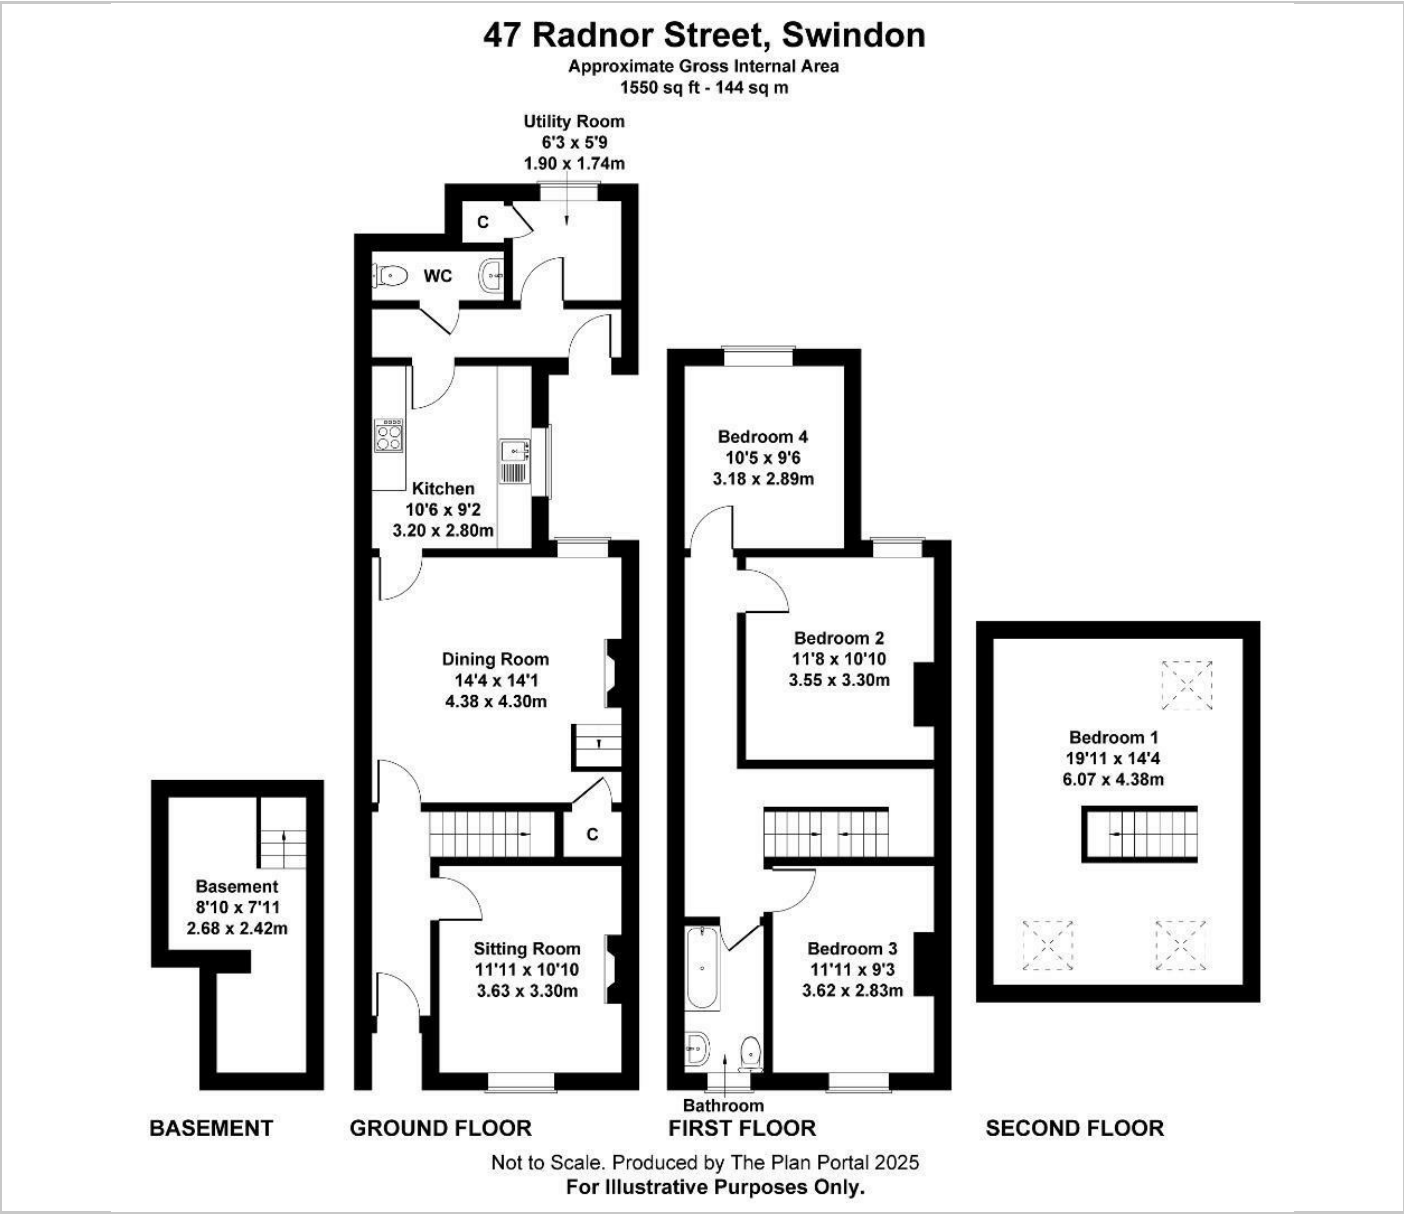 47 Radnor Street, Swindon
Approximate Gross Internal Area
1550 sq ft - 144 sq m
Utility Room
6'3 x 5'9
1.90 x 1.74m
C
WC
Kitchen
10'6 x 9'2
3.20 x 2.80m
Dining Room
14'4 x 14'1
4.38 x 4.30m
C
Sitting Room
11'11 x 10'10
3.63 x 3.30m
Basement
8'10 x 7'11
2.68 x 2.42m
Bedroom 4
10'5 x 9'6
3.18 x 2.89m
Bedroom 2
11'8 x 10'10
3.55 x 3.30m
Bedroom 3
11'11 x 9'3
3.62 x 2.83m
Bathroom
Bedroom 1
19'11 x 14'4
6.07 x 4.38m
BASEMENT
GROUND FLOOR
FIRST FLOOR
SECOND FLOOR
Not to Scale. Produced by The Plan Portal 2025
For Illustrative Purposes Only.